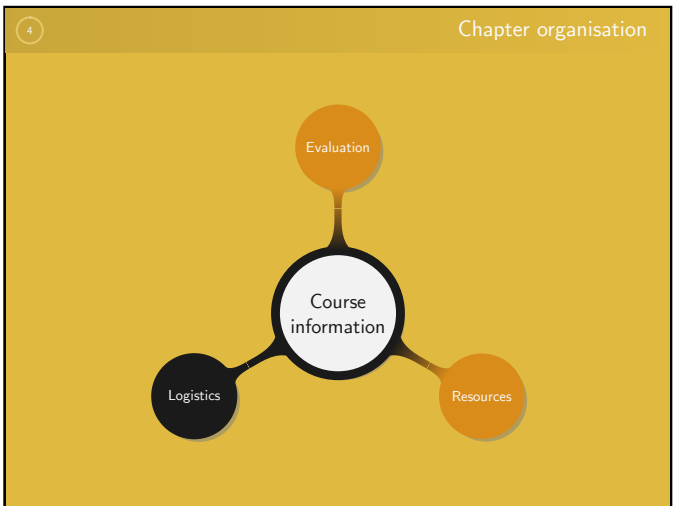 4
Chapter organisation
Evaluation
Course
information
Logistics
Resources